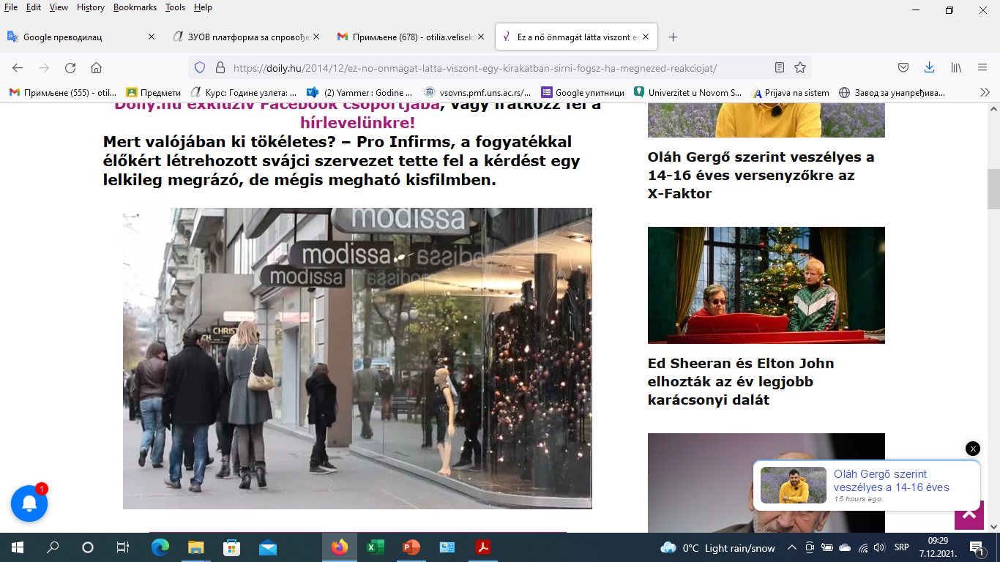 File Edit View History Bookmarks Tools Help
Google преводилац
ЗУОВ платформа за спровође
Примљене (678) - otilia.velisek
Ez a nő önmagát látta viszont eg
https://doily.hu/2014/12/ez-no-onmagat-latta-viszont-egy-kirakatban-sirni-fogsz-ha-megnezed-reakciojat/
Примљене (555) - otil...
Предмети
Курс: Године узлета: ...
(2) Yammer : Godine ...
vsovns.pmf.uns.ac.rs/...
Google упитници
Univerzitet u Novom S...
Prijava na sistem
Завод за унапређива...
Doily.hu exkluzív Facebook csoportjába, vagy iratkozz fel a
hírlevelünkre!
Mert valójában ki tökéletes? – Pro Infirms, a fogyatékkal
élőkért létrehozott svájci szervezet tette fel a kérdést egy
lelkileg megrázó, de mégis megható kisfilmben.
modissa
modissa
modissa
CHRIST
Oláh Gergő szerint veszélyes a
14-16 éves versenyzőkre az
X-Faktor
Ed Sheeran és Elton John
elhozták az év legjobb
karácsonyi dalát
x
Oláh Gergő szerint
veszélyes a 14-16 éves
15 hours ago
1
0°C Light rain/snow
SRP
09:29
7.12.2021.
1